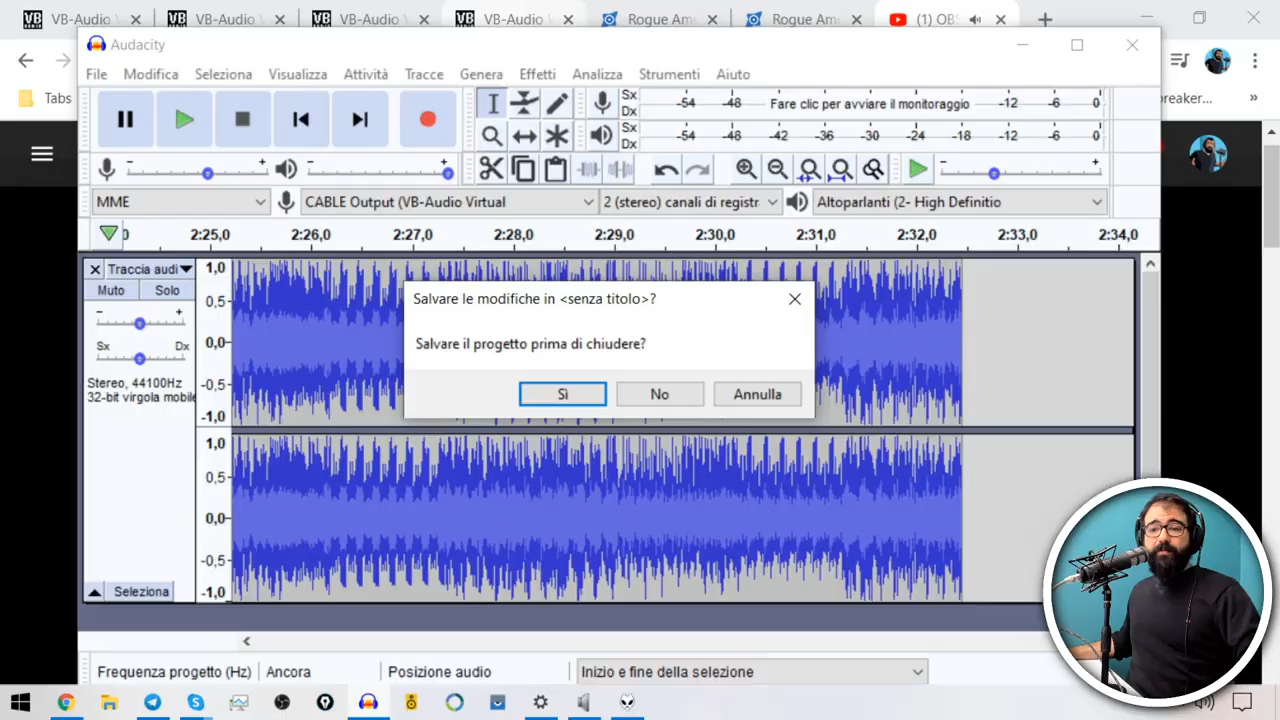 VB-Audio V
VB-Audio V
VB-Audio V
VB-Audio V
Rogue Am
Rogue Am
(1) OB
Tabs
reaker...
Audacity
File Modifica Seleziona Visualizza Attività Tracce Genera Effetti Analizza Strumenti Aiuto
Sx
Dx
-54 -48 Fare clic per avviare il monitoraggio -12 -6 0
Sx
Dx
-54 -48 -42 -36 -30 -24 -18 -12 -6 0
MME
CABLE Output (VB-Audio Virtual
2 (stereo) canali di registr
Altoparlanti (2- High Definitio
0 2:25,0 2:26,0 2:27,0 2:28,0 2:29,0 2:30,0 2:31,0 2:32,0 2:33,0 2:34,0
Traccia audi
Muto Solo
Sx Dx
Stereo, 44100Hz
32-bit virgola mobile
Seleziona
1,0
0,5
0,0
-0,5
-1,0
1,0
0,5
0,0
-0,5
-1,0
Salvare le modifiche in <senza titolo>?
Salvare il progetto prima di chiudere?
Sì No Annulla
Frequenza progetto (Hz) Ancora Posizione audio Inizio e fine della selezione